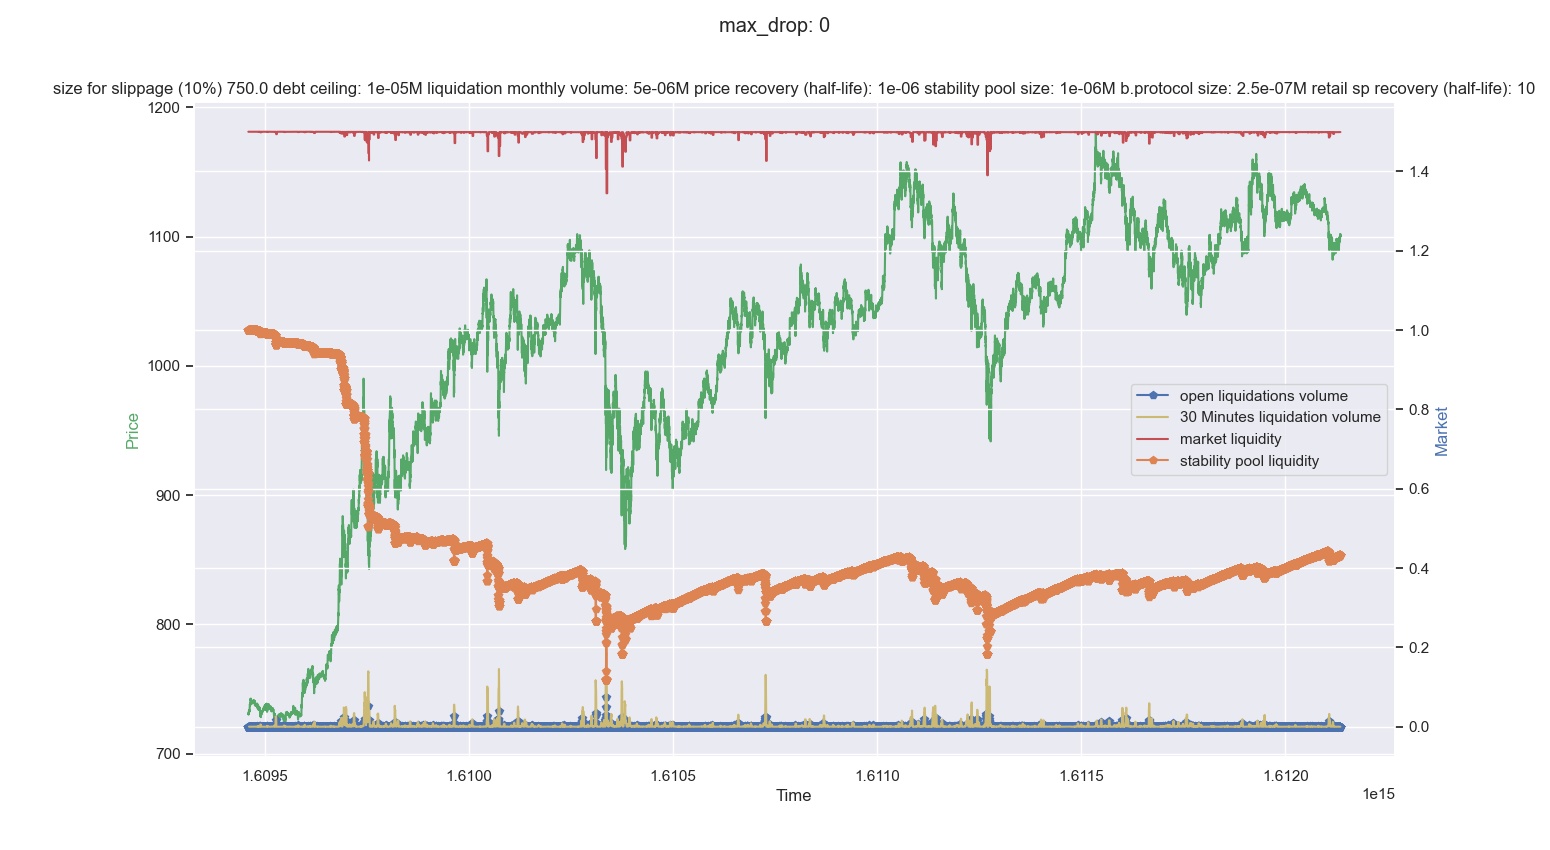 max_drop: 0
size for slippage (10%) 750.0 debt ceiling: 1e-05M liquidation monthly volume: 5e-06M price recovery (half-life): 1e-06 stability pool size: 1e-06M b.protocol size: 2.5e-07M retail sp recovery (half-life): 10
1200
1100
1000
900
800
700
Price
1.4
1.2
1.0
0.8
0.6
0.4
0.2
0.0
Market
open liquidations volume
30 Minutes liquidation volume
market liquidity
stability pool liquidity
1.6095 1.6100 1.6105 1.6110 1.6115 1.6120
Time
1e15